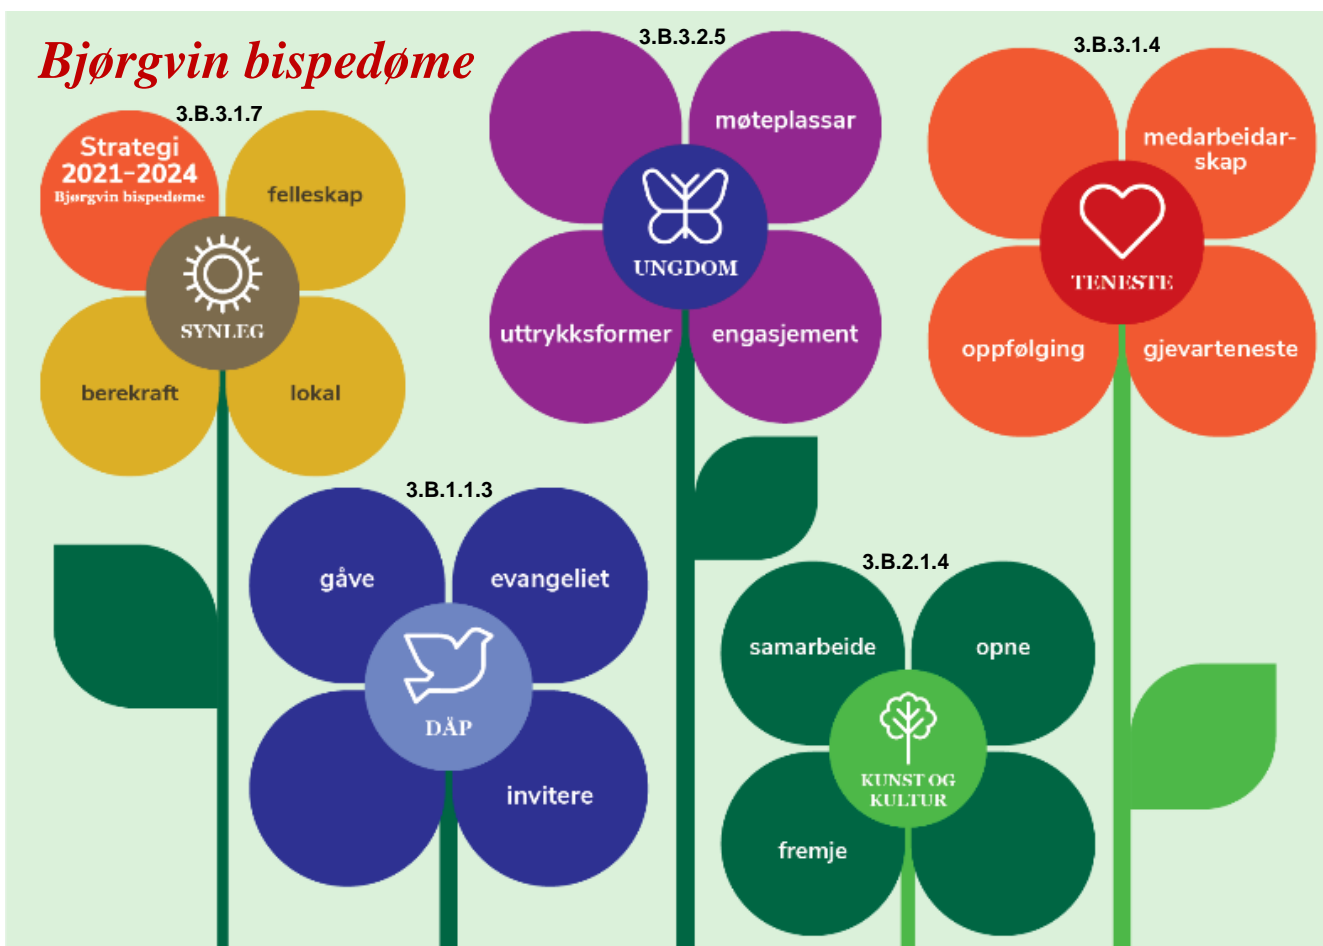 Bjørgvin bispedøme
3.B.3.1.7
Strategi
2021–2024
Bjørgvin bispedøme
felleskap
SYNLEG
berekraft
lokal
3.B.3.2.5
møteplassar
UNGDOM
uttrykksformer
engasjement
3.B.3.1.4
medarbeidar-
skap
TENESTE
oppfølging
gjevarteneste
3.B.1.1.3
gåve
evangeliet
DÅP
invitere
3.B.2.1.4
samarbeide
opne
KUNST OG
KULTUR
fremje